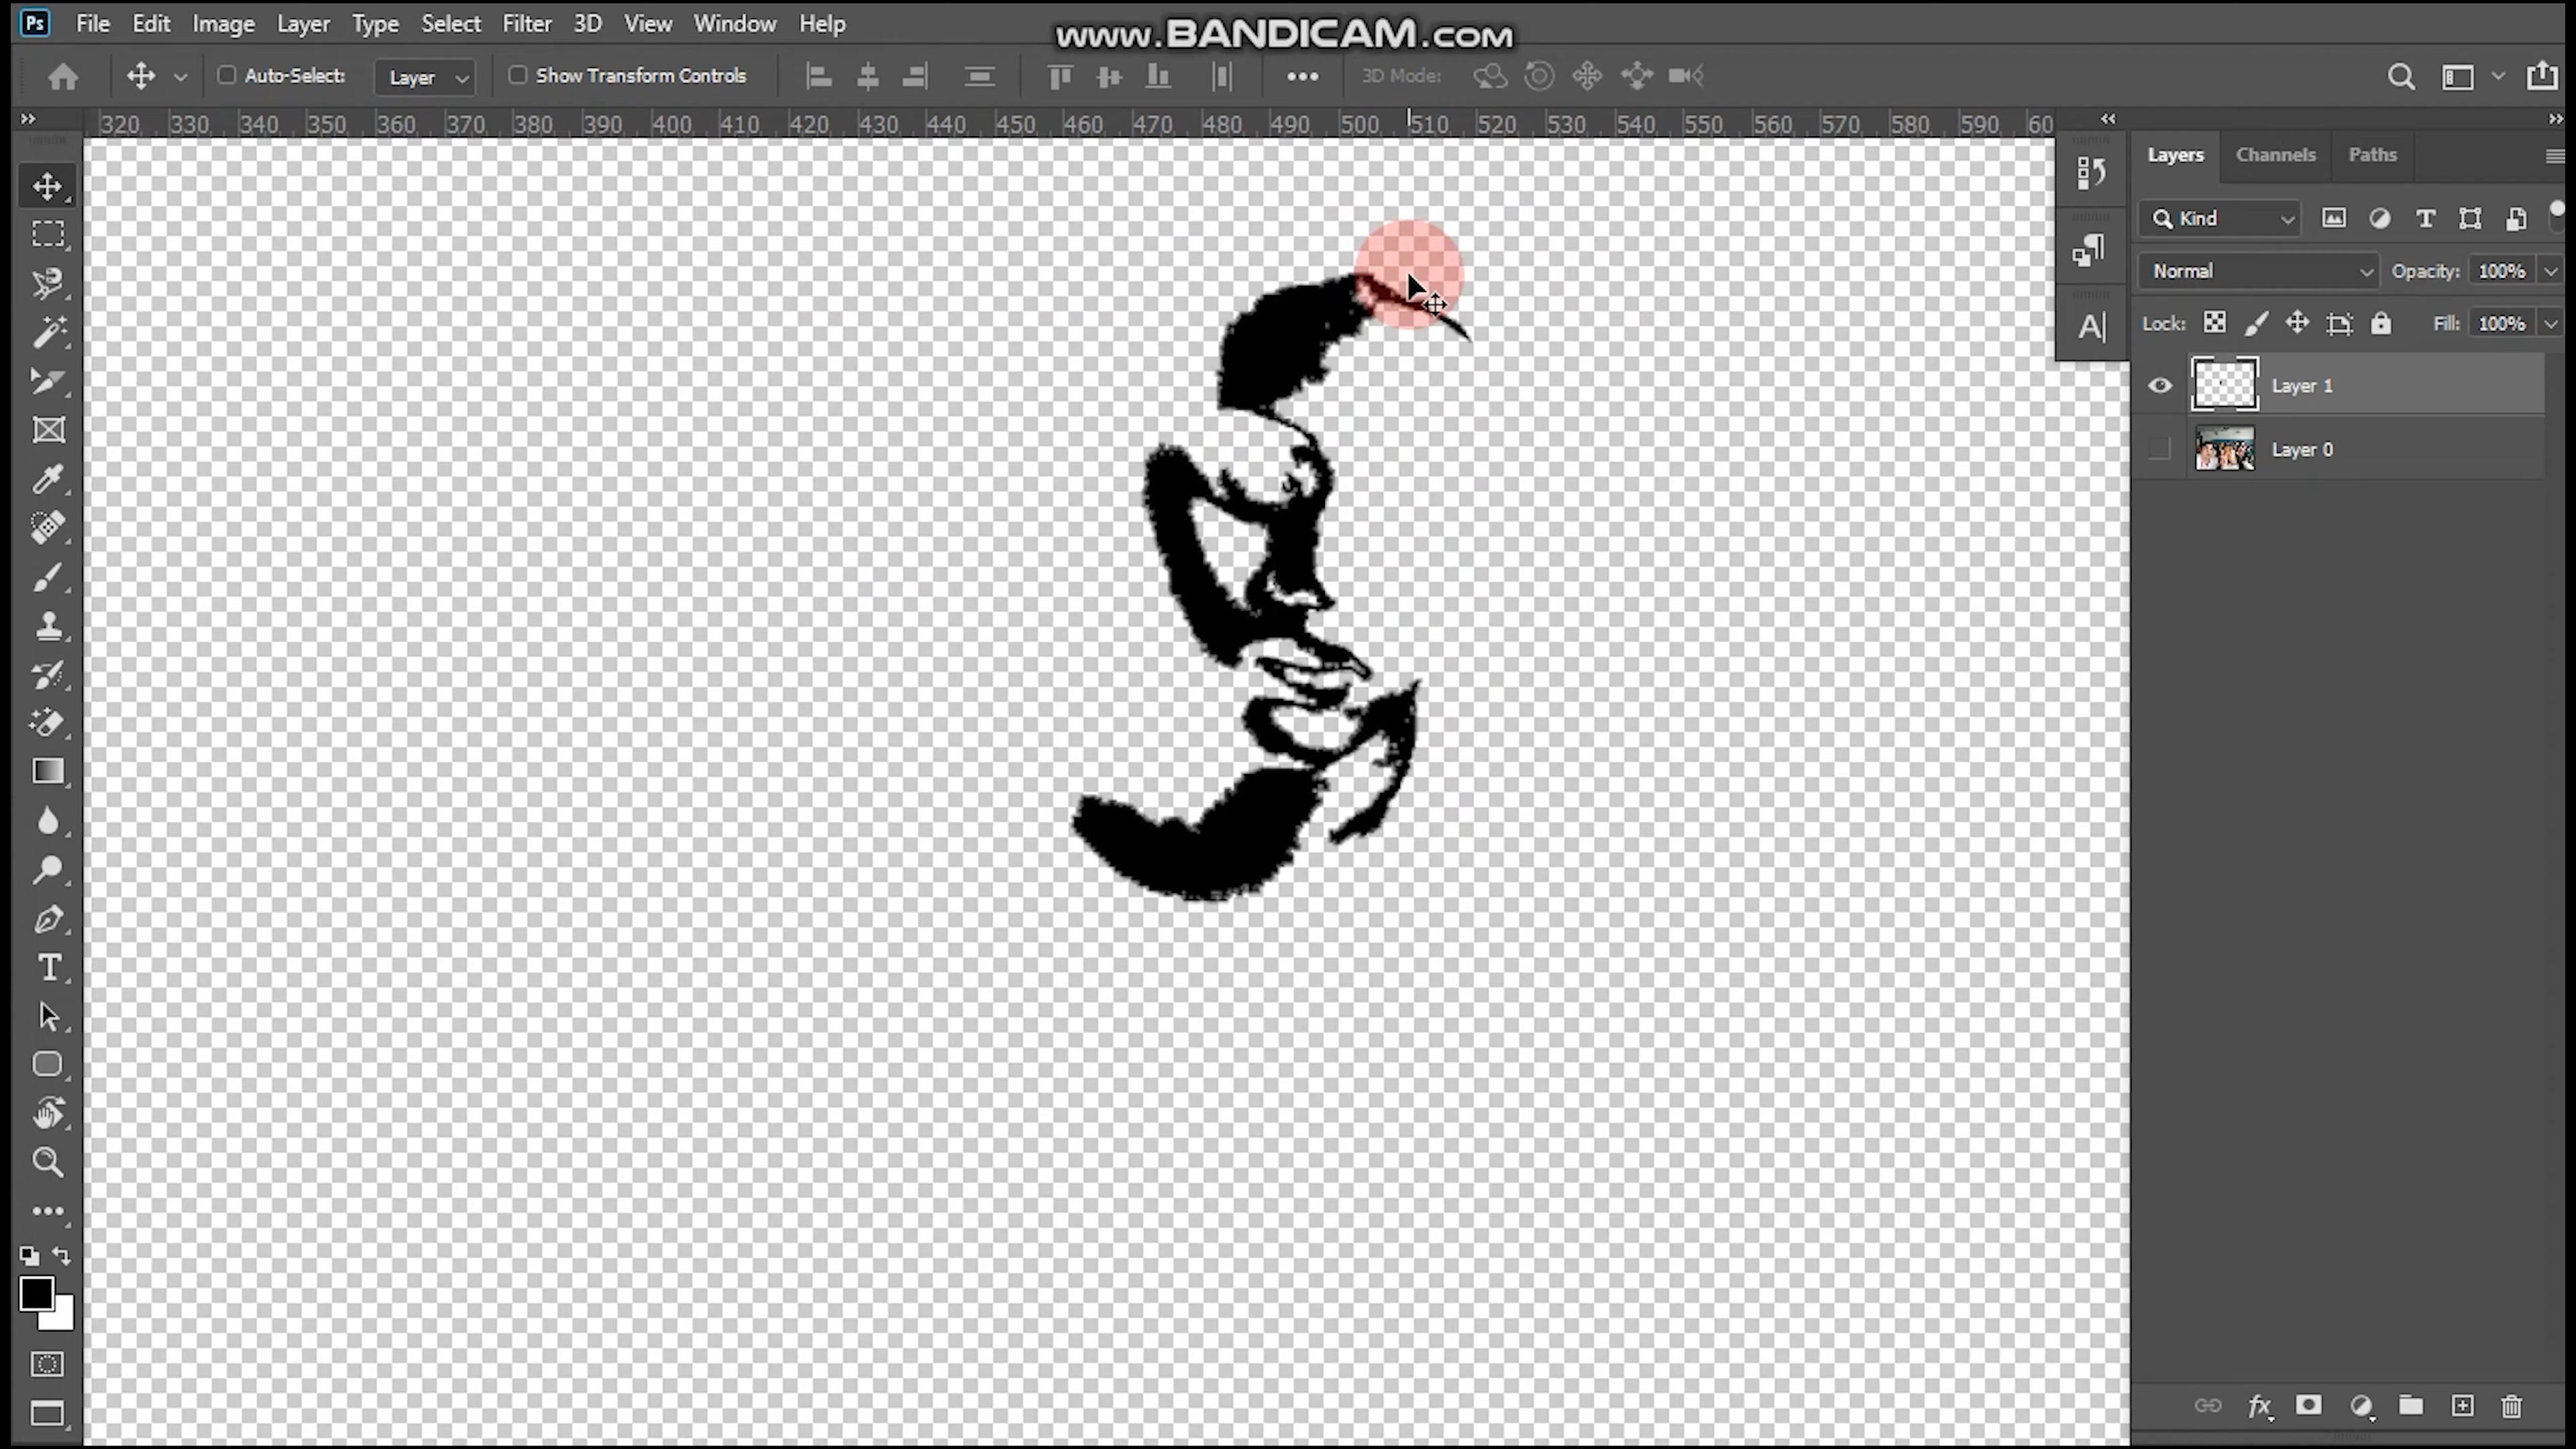 Ps File Edit Image Layer Type Select Filter 3D View Window Help
www.BANDICAM.com
Auto-Select: Layer Show Transform Controls 3D Mode:
320 330 340 350 360 370 380 390 400 410 420 430 440 450 460 470 480 490 500 510 520 530 540 550 560 570 580 590 60
Layers Channels Paths
Kind
Normal Opacity: 100%
Lock: Fill: 100%
Layer 1
Layer 0
fx